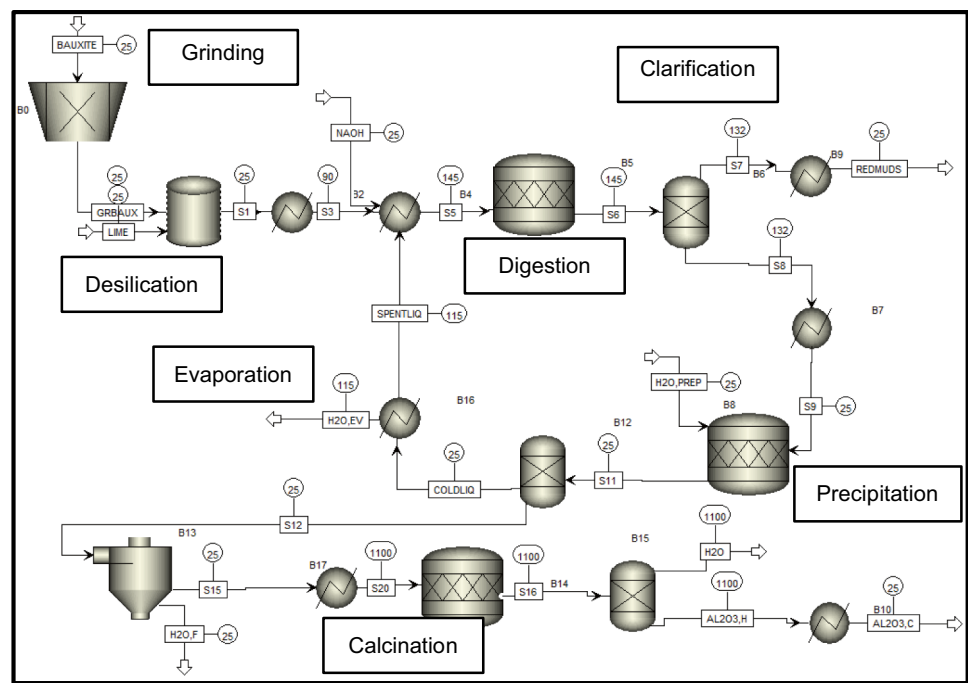 Grinding
Clarification
BAUXITE
25
B0
NAOH
25
132
S7
B6
B9
25
REDMUDS
25
25
GRBAUX
LIME
25
S1
90
S3
B2
145
S5
B4
145
S6
B5
132
S8
Desilication
Digestion
B7
SPENTLIQ
115
Evaporation
115
H2O,EV
B16
H2O,PREP
25
B8
S9
25
25
COLDLIQ
B12
25
S11
Precipitation
25
S12
B13
25
S15
B17
1100
S20
1100
S16
B14
B15
1100
H2O
1100
AL2O3,H
B10
25
AL2O3,C
H2O,F
25
Calcination